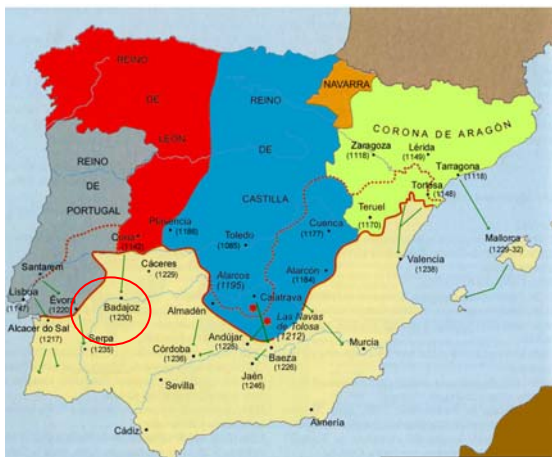 REINO
DE
LEÓN
REINO
DE
CASTILLA
NAVARRA
CORONA DE ARAGÓN
REINO
DE
PORTUGAL
Zaragoza
(1118)
Lérida
(1149)
Tarragona
(1118)
Tortosa
(1148)
Teruel
(1170)
Plasencia
(1186)
Toledo
(1085)
Cuenca
(1177)
Coria
(1142)
Mallorca
(1229-32)
Valencia
(1238)
Santarem
Cáceres
(1229)
Alarcos
(1195)
Alarcón
(1184)
Lisboa
(1147)
Évora
(1220)
Badajoz
(1230)
Almadén
Calatrava
Las Navas
de Tolosa
(1212)
Alcacer do Sal
(1217)
Serpa
(1235)
Córdoba
(1236)
Andújar
(1225)
Baeza
(1226)
Murcia
Jaén
(1246)
Sevilla
Cádiz
Almería